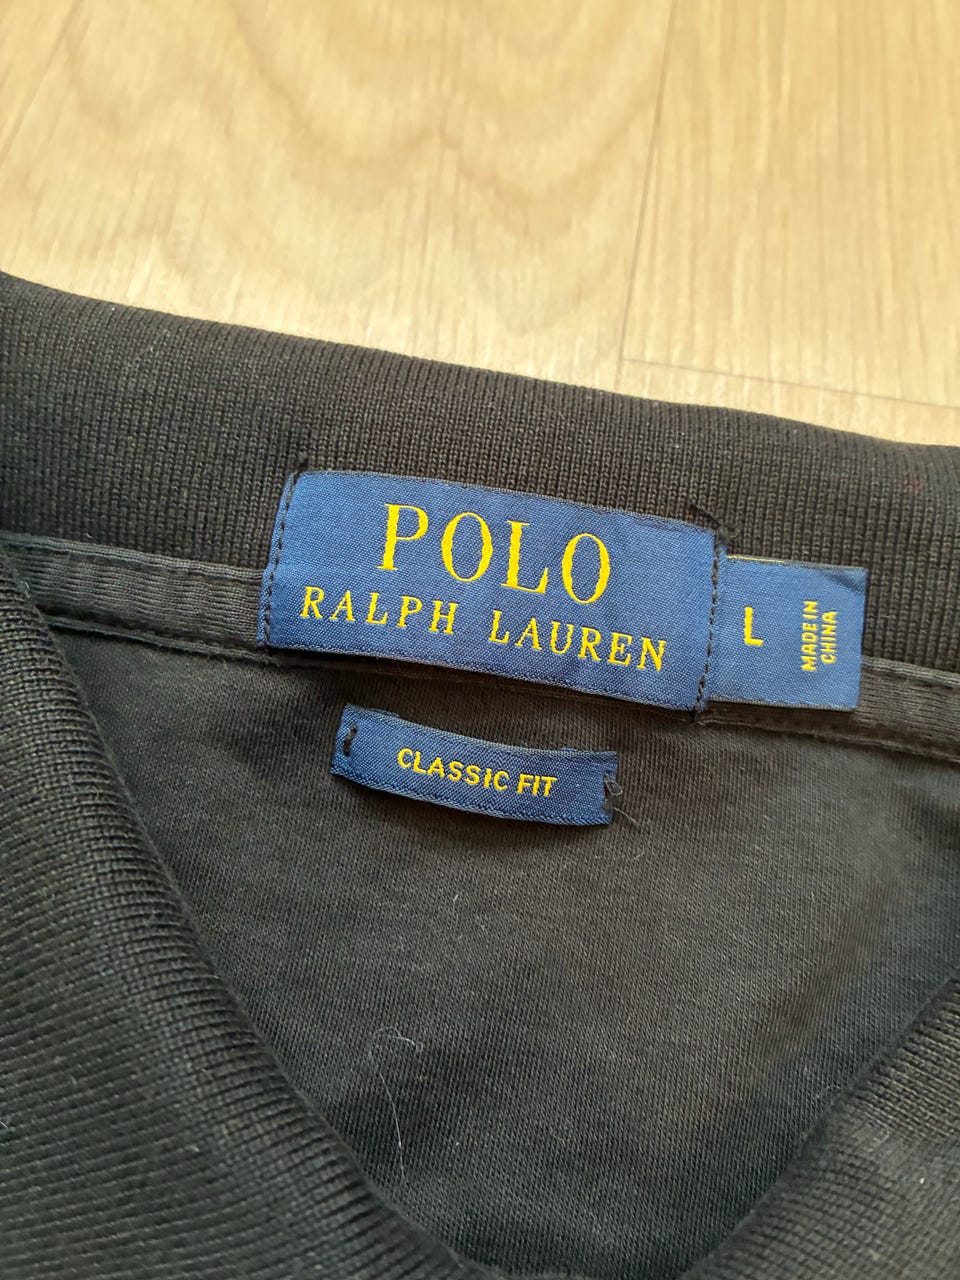 POLO
RALPH LAUREN
L
MADE IN
CHINA
CLASSIC FIT